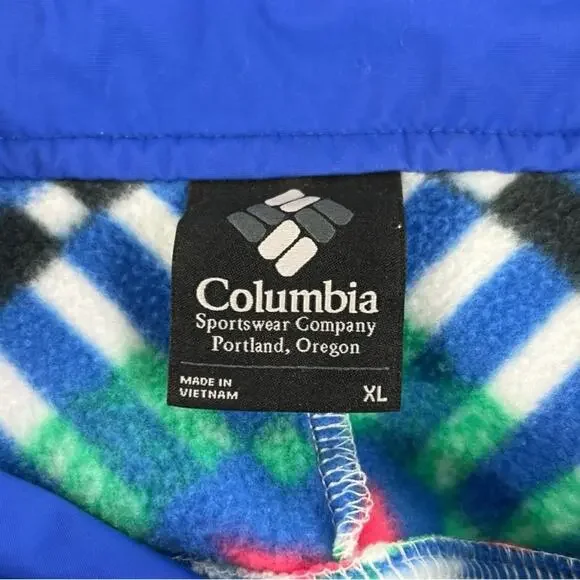 Columbia
Sportswear Company
Portland, Oregon
MADE IN
VIETNAM
XL